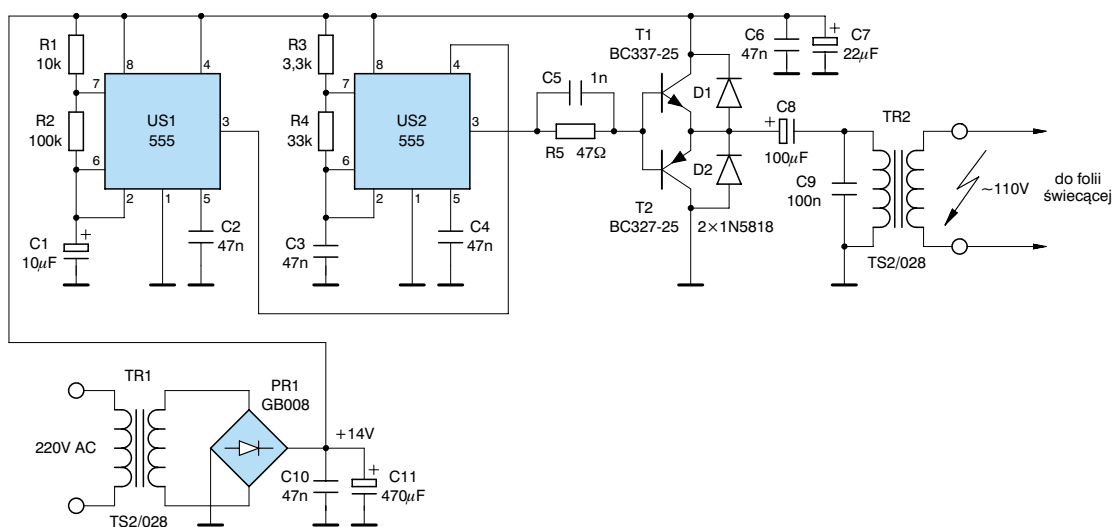 R1
10k
8
4
7
R2
100k
US1
555
3
6
2
1
5
C1
+
10µF
C2
47n
R3
3,3k
8
4
7
R4
33k
US2
555
3
6
2
1
5
C3
47n
C4
47n
C5
1n
R5
47Ω
T1
BC337-25
D1
D2
T2
BC327-25
2×1N5818
C6
47n
+
C7
22µF
C8
+
100µF
C9
100n
TR2
TS2/028
~110V
do folii
świecącej
TR1
220V AC
TS2/028
PR1
GB008
+14V
C10
47n
+
C11
470µF